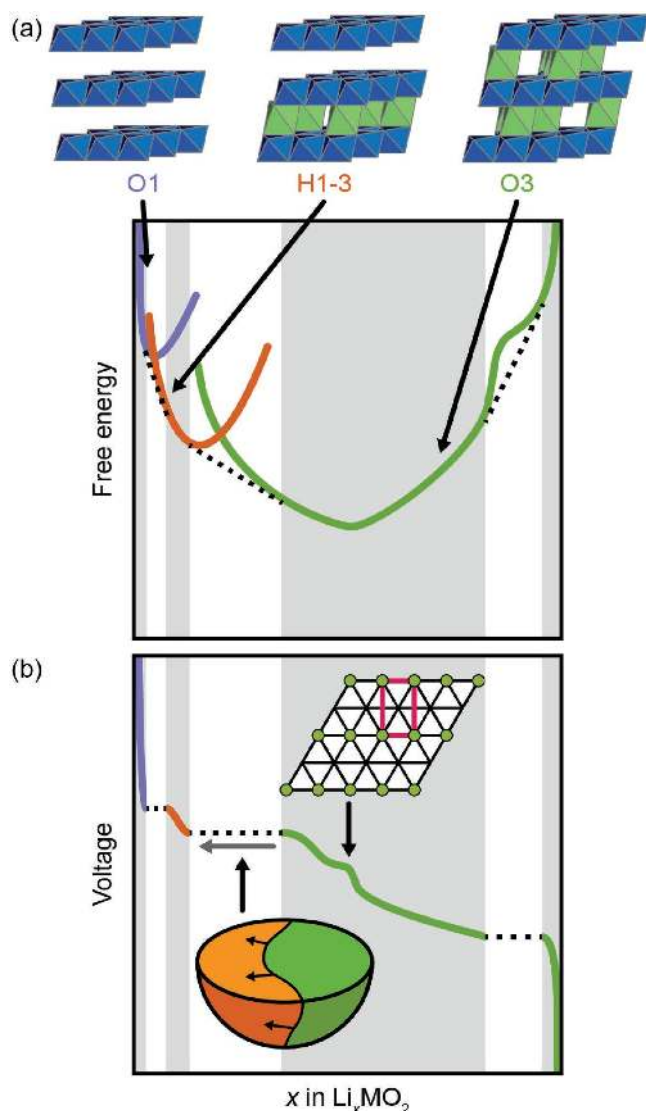 (a)
O1 H1-3 O3
Free energy
(b)
Voltage
x in LiₓMO₂